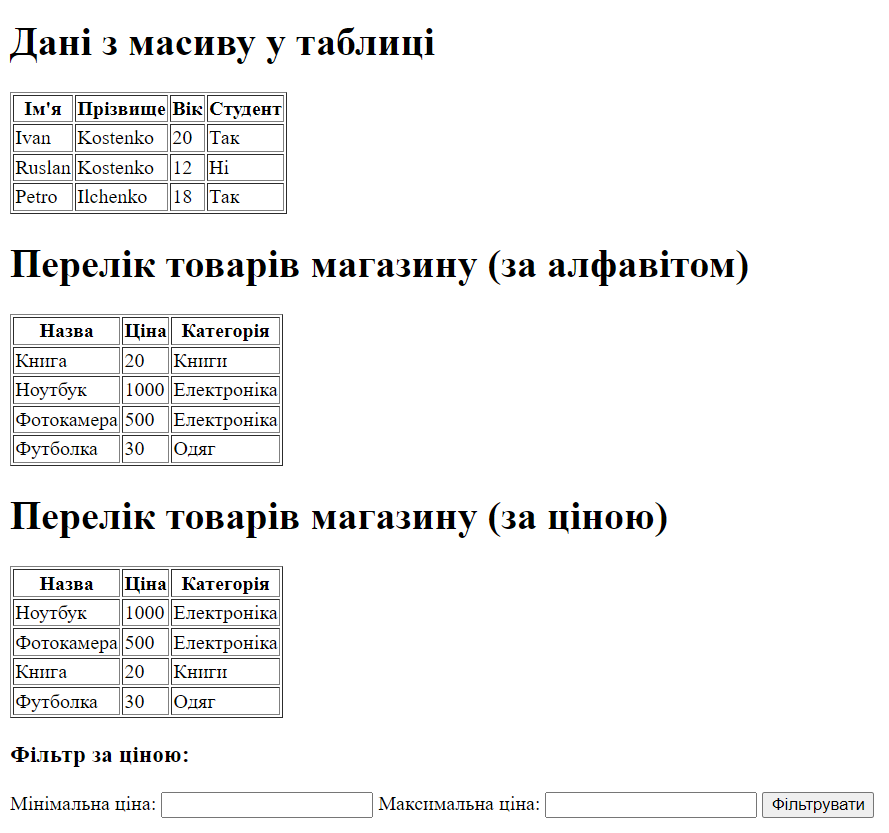 Дані з масиву у таблиці
Ім'я Прізвище Вік Студент
Ivan Kostenko 20 Так
Ruslan Kostenko 12 Ні
Petro Ilchenko 18 Так
Перелік товарів магазину (за алфавітом)
Назва Ціна Категорія
Книга 20 Книги
Ноутбук 1000 Електроніка
Фотокамера 500 Електроніка
Футболка 30 Одяг
Перелік товарів магазину (за ціною)
Назва Ціна Категорія
Ноутбук 1000 Електроніка
Фотокамера 500 Електроніка
Книга 20 Книги
Футболка 30 Одяг
Фільтр за ціною:
Мінімальна ціна: Максимальна ціна: Фільтрувати